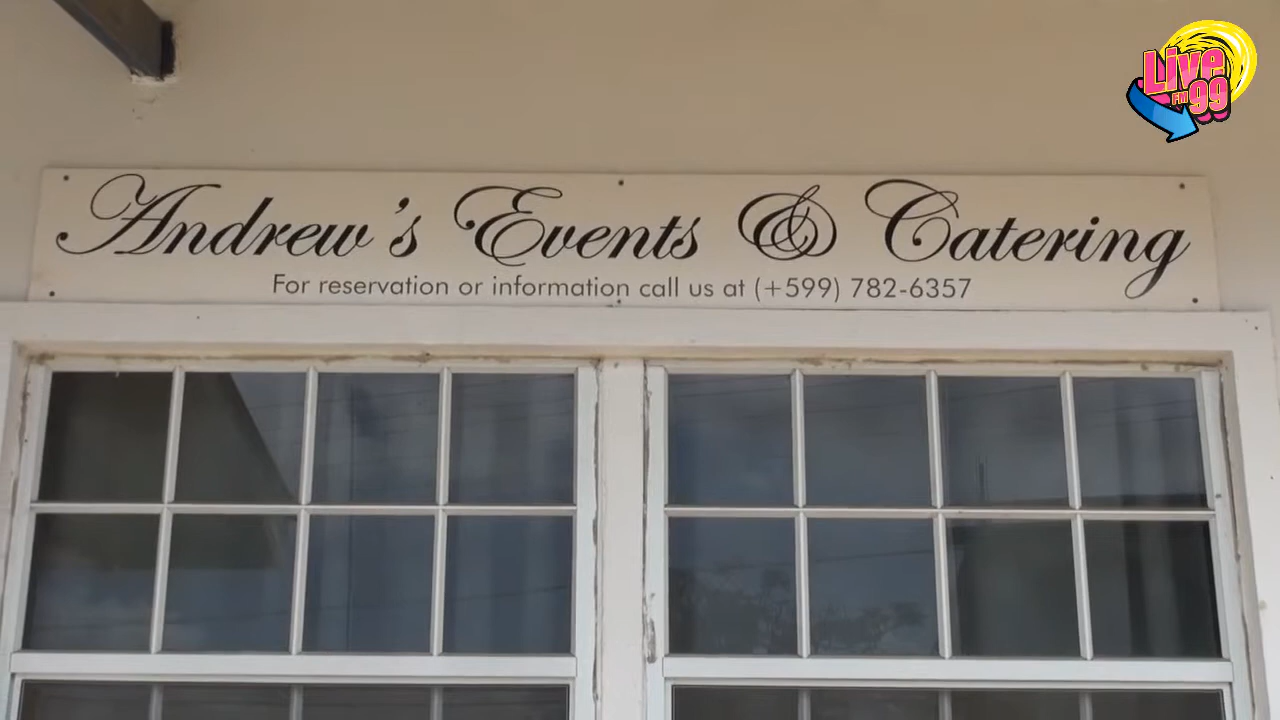 Live
FM 99
Andrew's Events & Catering
For reservation or information call us at (+599) 782-6357